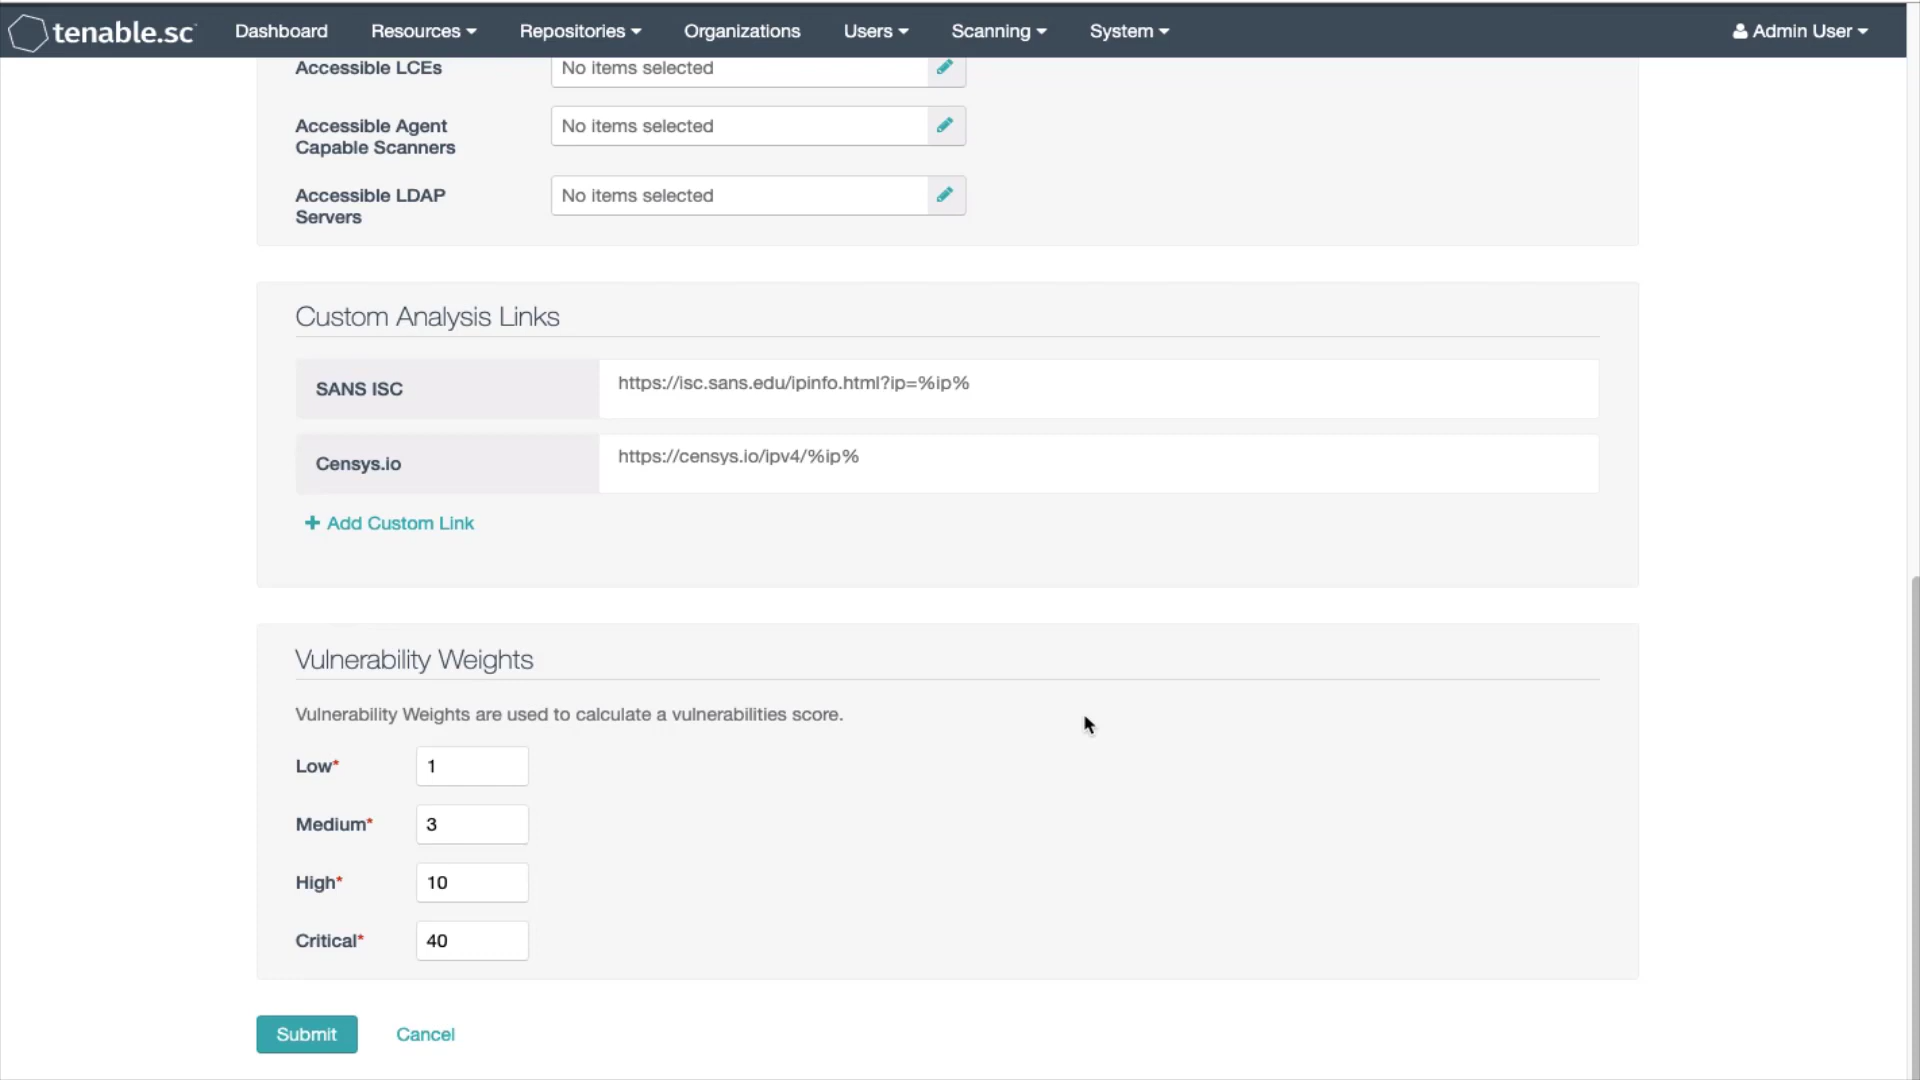 tenable.sc Dashboard Resources Repositories Organizations Users Scanning System Admin User
Accessible LCEs No items selected
Accessible Agent
Capable Scanners No items selected
Accessible LDAP
Servers No items selected
Custom Analysis Links
SANS ISC https://isc.sans.edu/ipinfo.html?ip=%ip%
Censys.io https://censys.io/ipv4/%ip%
+ Add Custom Link
Vulnerability Weights
Vulnerability Weights are used to calculate a vulnerabilities score.
Low* 1
Medium* 3
High* 10
Critical* 40
Submit Cancel